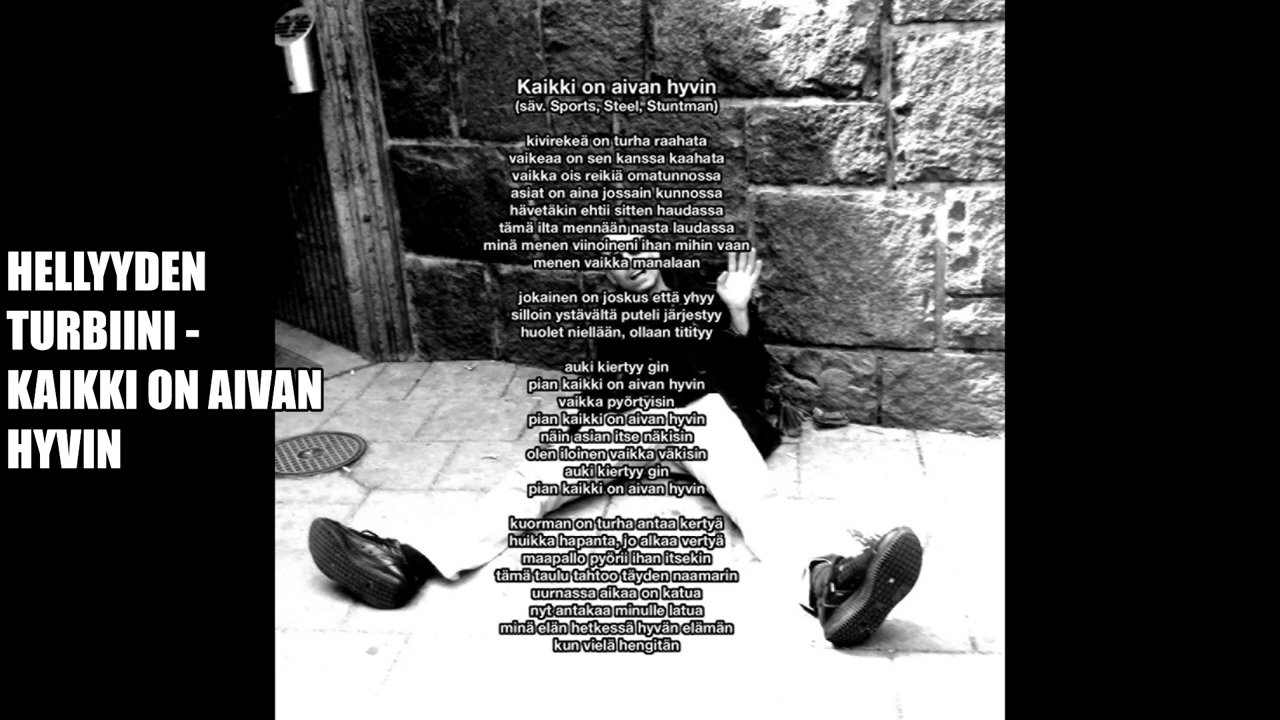 HELLYYDEN
TURBIINI -
KAIKKI ON AIVAN
HYVIN
Kaikki on aivan hyvin
(säv. Sports, Steel, Stuntman)
kivirekeä on turha raahata
vaikeaa on sen kanssa kaahata
vaikka ois reikiä omatunnossa
asiat on aina jossain kunnossa
hävetäkin ehtii sitten haudassa
tämä ilta mennään nasta laudassa
minä menen viinoineni ihan mihin vaan
menen vaikka manalaan
jokainen on joskus että yhyy
silloin ystävältä puteli järjestyy
huolet niellään, ollaan titityy
auki kiertyy gin
pian kaikki on aivan hyvin
vaikka pyörtyisin
pian kaikki on aivan hyvin
näin asian itse näkisin
olen iloinen vaikka väkisin
auki kiertyy gin
pian kaikki on aivan hyvin
kuorman on turha antaa kertyä
huikka hapanta, jo alkaa vertyä
maapallo pyörii ihan itsekin
tämä taulu tahtoo täyden naamarin
uurnassa aikaa on katua
nyt antakaa minulle latua
minä elän hetkessä hyvän elämän
kun vielä hengitän